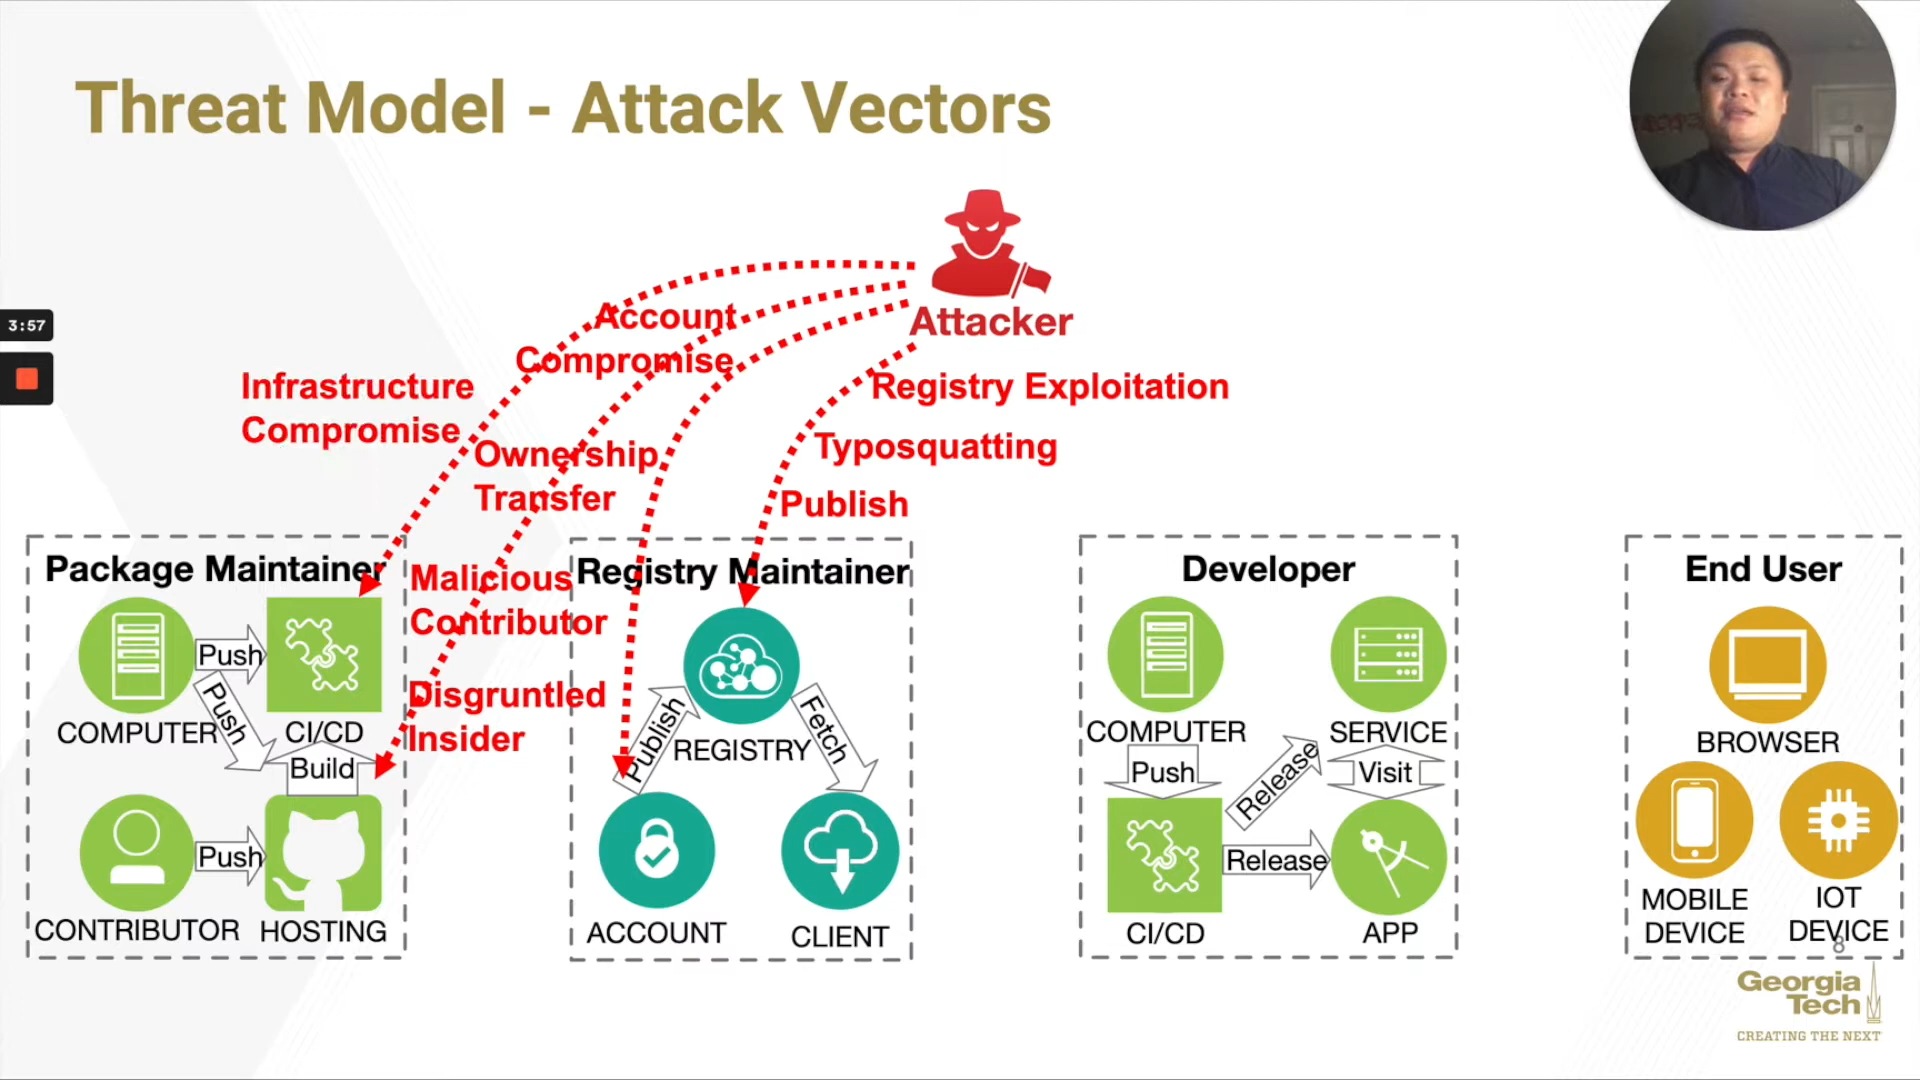 Threat Model - Attack Vectors
3:57
Attacker
Account
Compromise
Infrastructure
Compromise
Registry Exploitation
Typosquatting
Ownership
Transfer
Publish
Package Maintainer
Malicious
Contributor
Disgruntled
Insider
COMPUTER
Push
Push
CI/CD
Build
CONTRIBUTOR
Push
HOSTING
Registry Maintainer
REGISTRY
Publish
Fetch
ACCOUNT
CLIENT
Developer
COMPUTER
SERVICE
Push
Release
Visit
Release
CI/CD
APP
End User
BROWSER
MOBILE
DEVICE
IOT
DEVICE
8
Georgia
Tech
CREATING THE NEXT